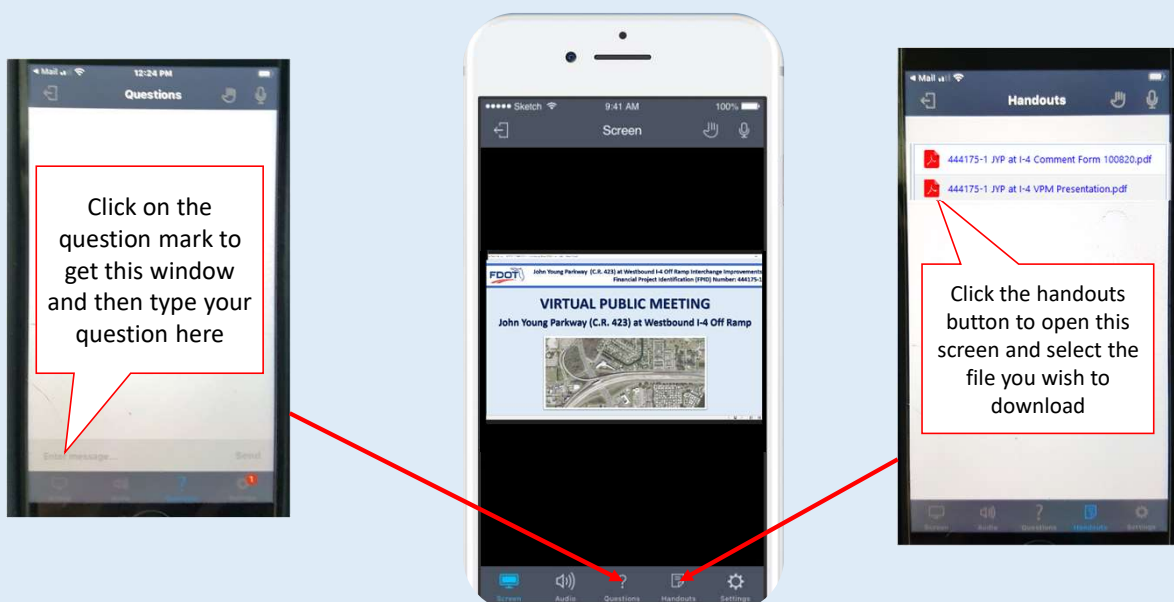 Mail
12:24 PM
Questions
Click on the
question mark to
get this window
and then type your
question here
Enter message...
Send
Audio
?
1
Sketch
9:41 AM
100%
Screen
FDOT
John Young Parkway (C.R. 423) at Westbound I-4 Off Ramp Interchange Improvements
Financial Project Identification (FPID) Number: 444175-1
VIRTUAL PUBLIC MEETING
John Young Parkway (C.R. 423) at Westbound I-4 Off Ramp
Screen
Audio
?
Questions
Handouts
Settings
Mail
Handouts
444175-1 JYP at I-4 Comment Form 100820.pdf
444175-1 JYP at I-4 VPM Presentation.pdf
Click the handouts
button to open this
screen and select the
file you wish to
download
Screen
Audio
?
Questions
Handouts
Settings